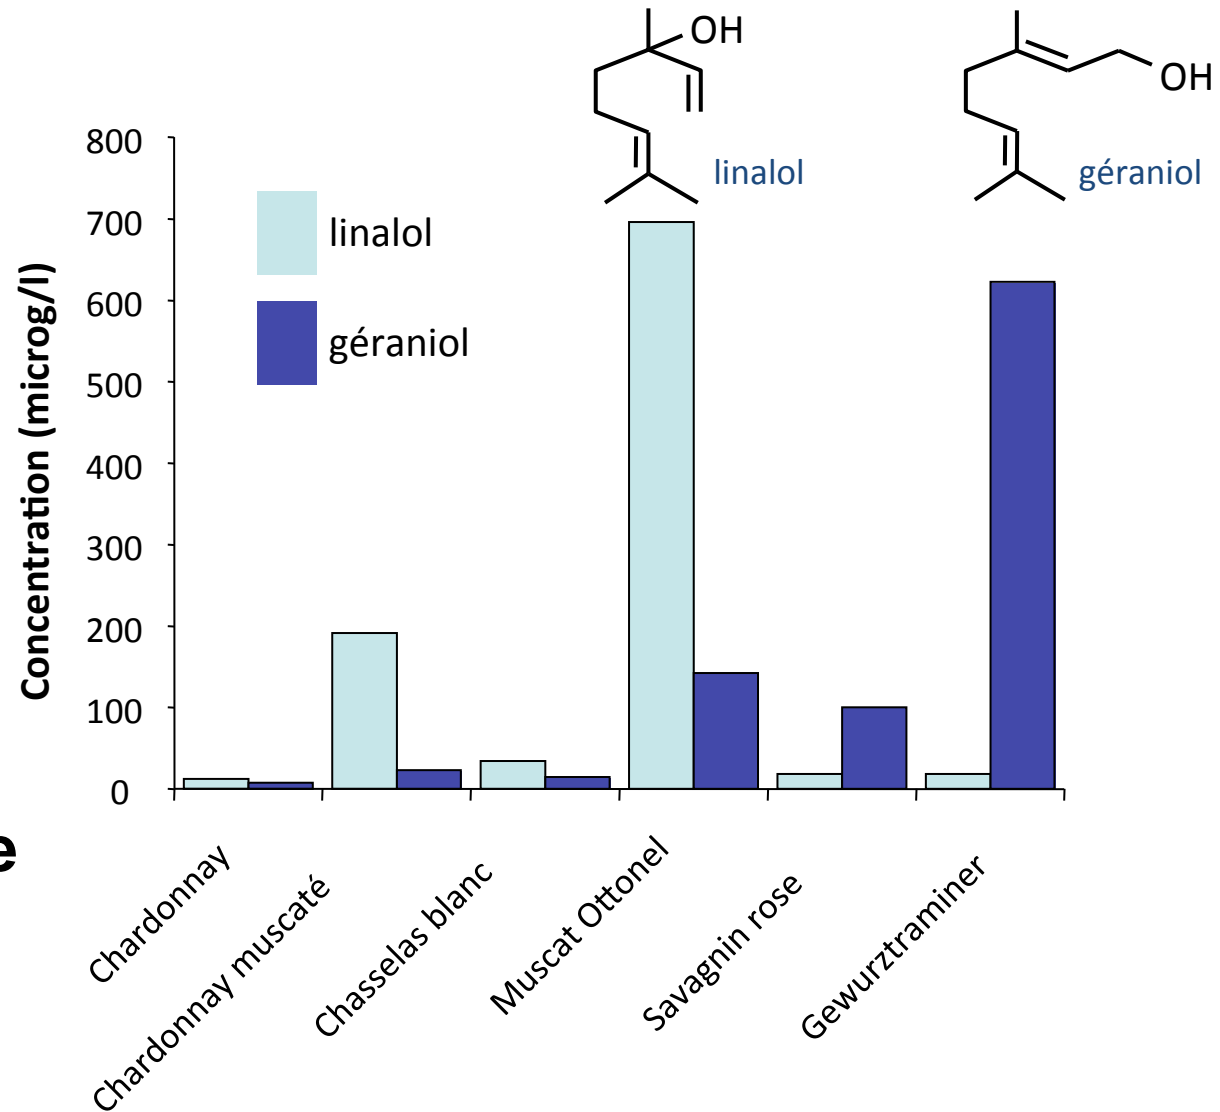 OH
OH
linalol
géraniol
800
700
600
500
400
300
200
100
0
Concentration (microg/l)
linalol
géraniol
e
Chardonnay
Chardonnay muscaté
Chasselas blanc
Muscat Ottonel
Savagnin rose
Gewurztraminer